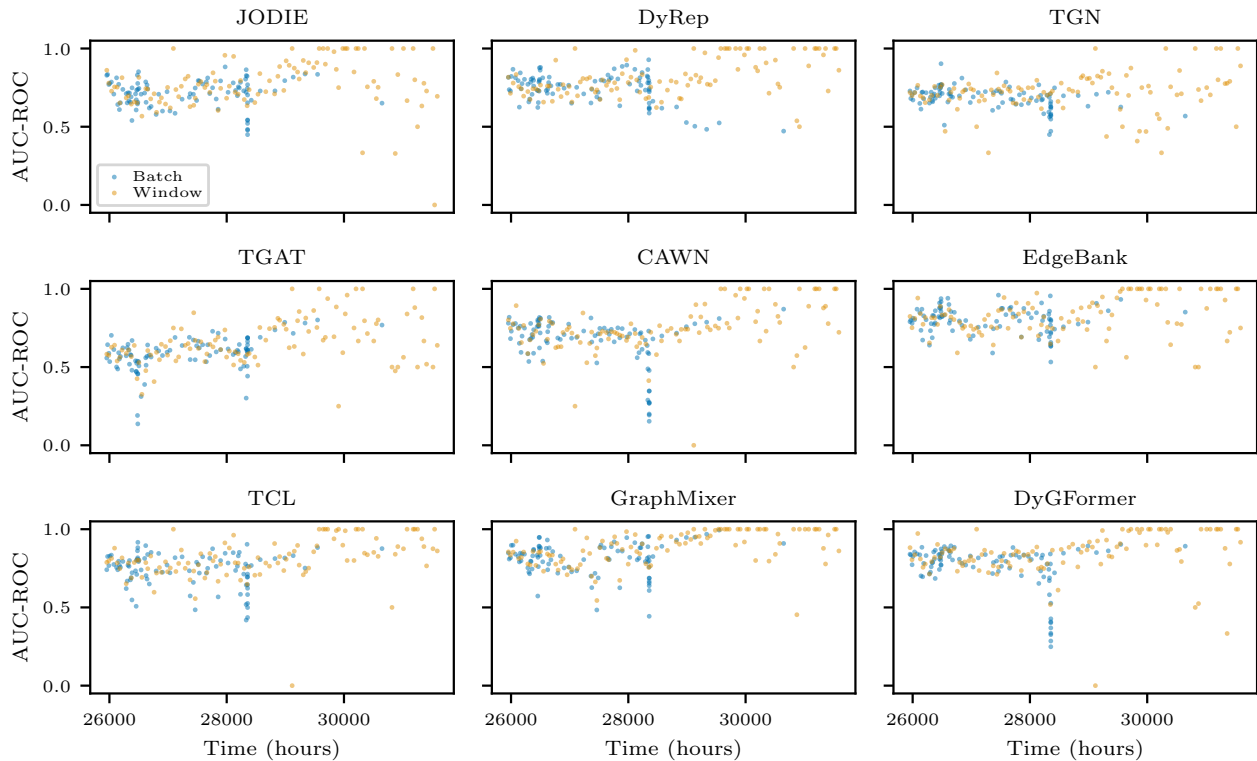 JODIE
DyRep
TGN
1.0
0.5
0.0
AUC-ROC
Batch
Window
TGAT
CAWN
EdgeBank
1.0
0.5
0.0
AUC-ROC
TCL
GraphMixer
DyGFormer
1.0
0.5
0.0
AUC-ROC
26000 28000 30000
26000 28000 30000
26000 28000 30000
Time (hours)
Time (hours)
Time (hours)